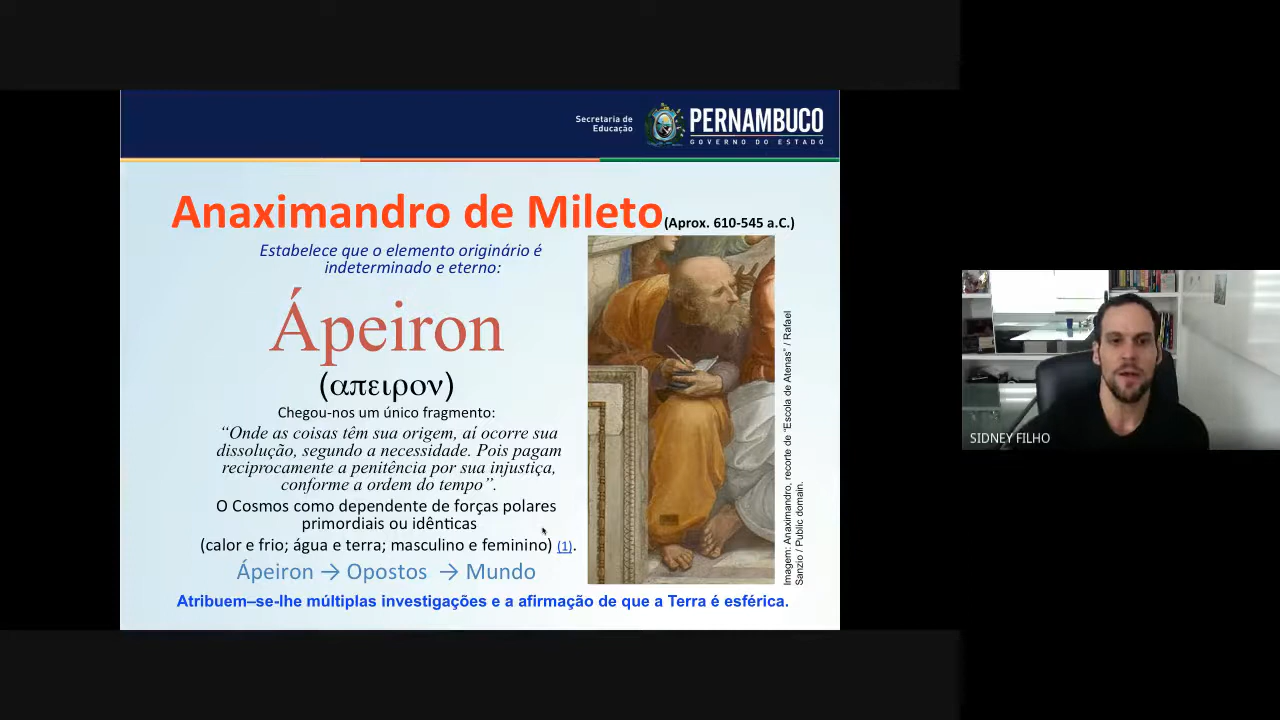 Secretaria de
Educação
PERNAMBUCO
GOVERNO DO ESTADO
Anaximandro de Mileto (Aprox. 610-545 a.C.)
Estabelece que o elemento originário é
indeterminado e eterno:
Ápeiron
(απειρον)
Chegou-nos um único fragmento:
“Onde as coisas têm sua origem, aí ocorre sua
dissolução, segundo a necessidade. Pois pagam
reciprocamente a penitência por sua injustiça,
conforme a ordem do tempo”.
O Cosmos como dependente de forças polares
primordiais ou idênticas
(calor e frio; água e terra; masculino e feminino) (1).
Ápeiron → Opostos → Mundo
Atribuem–se-lhe múltiplas investigações e a afirmação de que a Terra é esférica.
Imagem: Anaximandro, recorte de “Escola de Atenas” / Rafael
Sanzio / Public domain.
SIDNEY FILHO